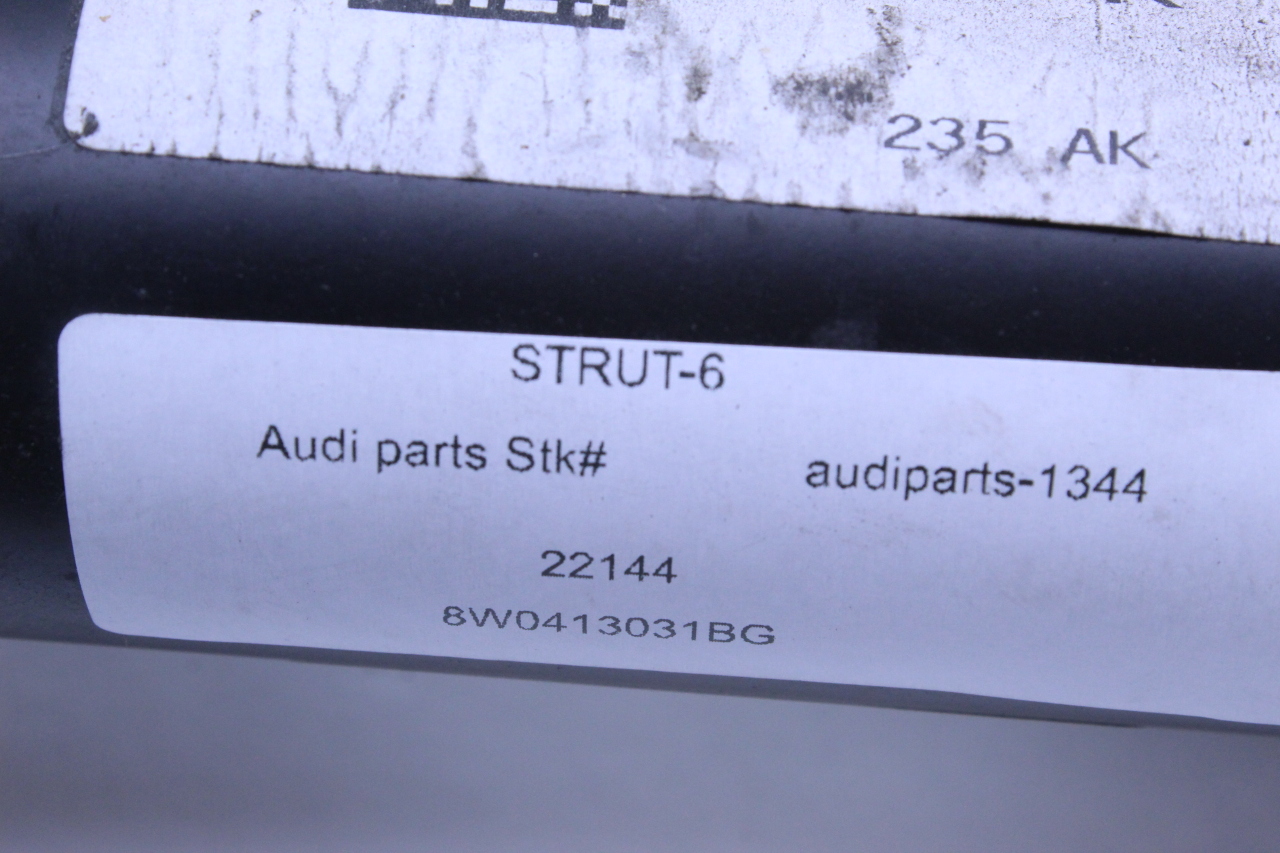 235 AK
STRUT-6
Audi parts Stk# audiparts-1344
22144
8W0413031BG